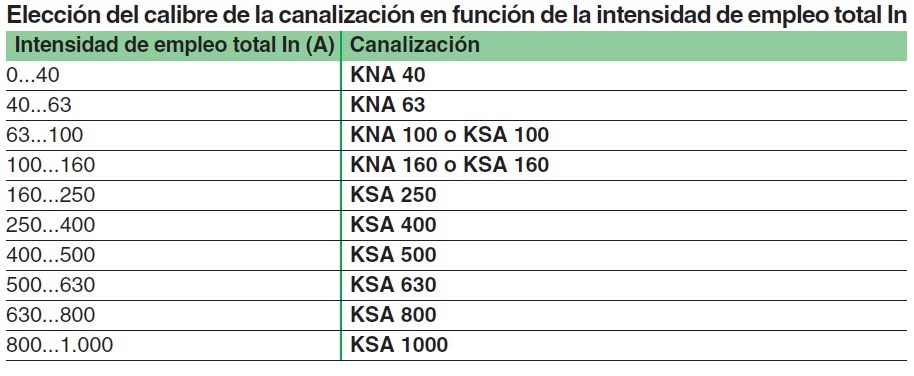 Elección del calibre de la canalización en función de la intensidad de empleo total In
Intensidad de empleo total In (A) Canalización
0...40 KNA 40
40...63 KNA 63
63...100 KNA 100 o KSA 100
100...160 KNA 160 o KSA 160
160...250 KSA 250
250...400 KSA 400
400...500 KSA 500
500...630 KSA 630
630...800 KSA 800
800...1.000 KSA 1000